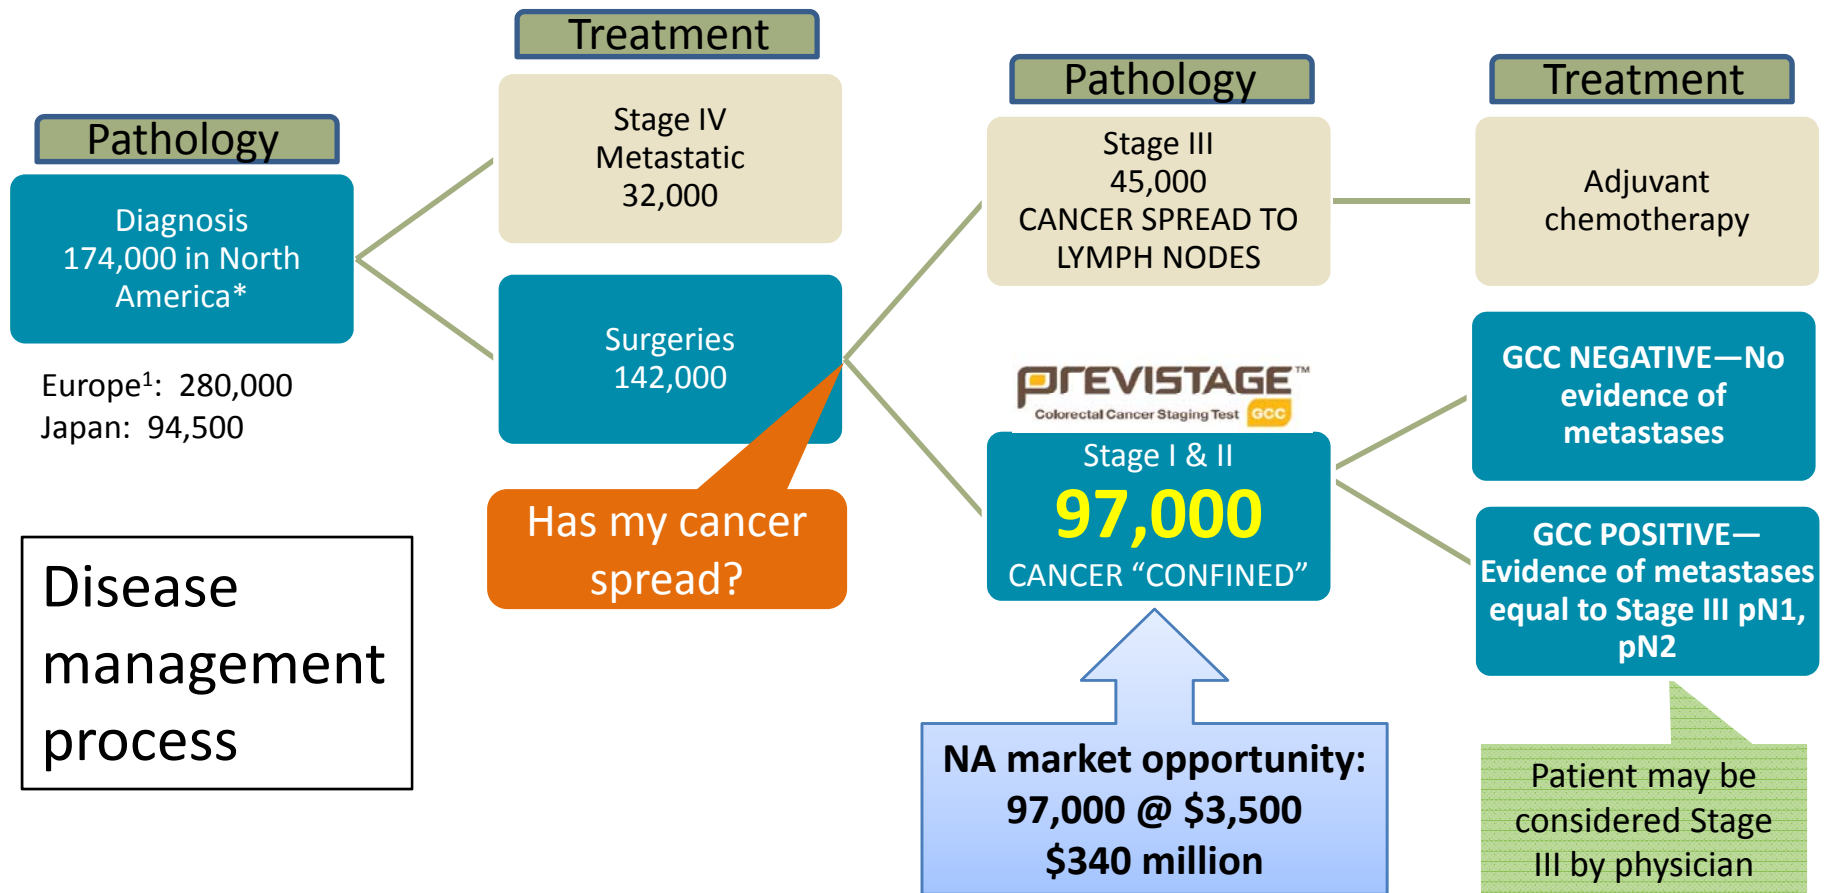 Pathology
Diagnosis
174,000 in North
America*
Europe¹: 280,000
Japan: 94,500
Disease
management
process
Treatment
Stage IV
Metastatic
32,000
Surgeries
142,000
Has my cancer
spread?
Pathology
Stage III
45,000
CANCER SPREAD TO
LYMPH NODES
PREVISTAGE™
Colorectal Cancer Staging Test GCC
Stage I & II
97,000
CANCER “CONFINED”
NA market opportunity:
97,000 @ $3,500
$340 million
Treatment
Adjuvant
chemotherapy
GCC NEGATIVE—No
evidence of
metastases
GCC POSITIVE—
Evidence of metastases
equal to Stage III pN1,
pN2
Patient may be
considered Stage
III by physician